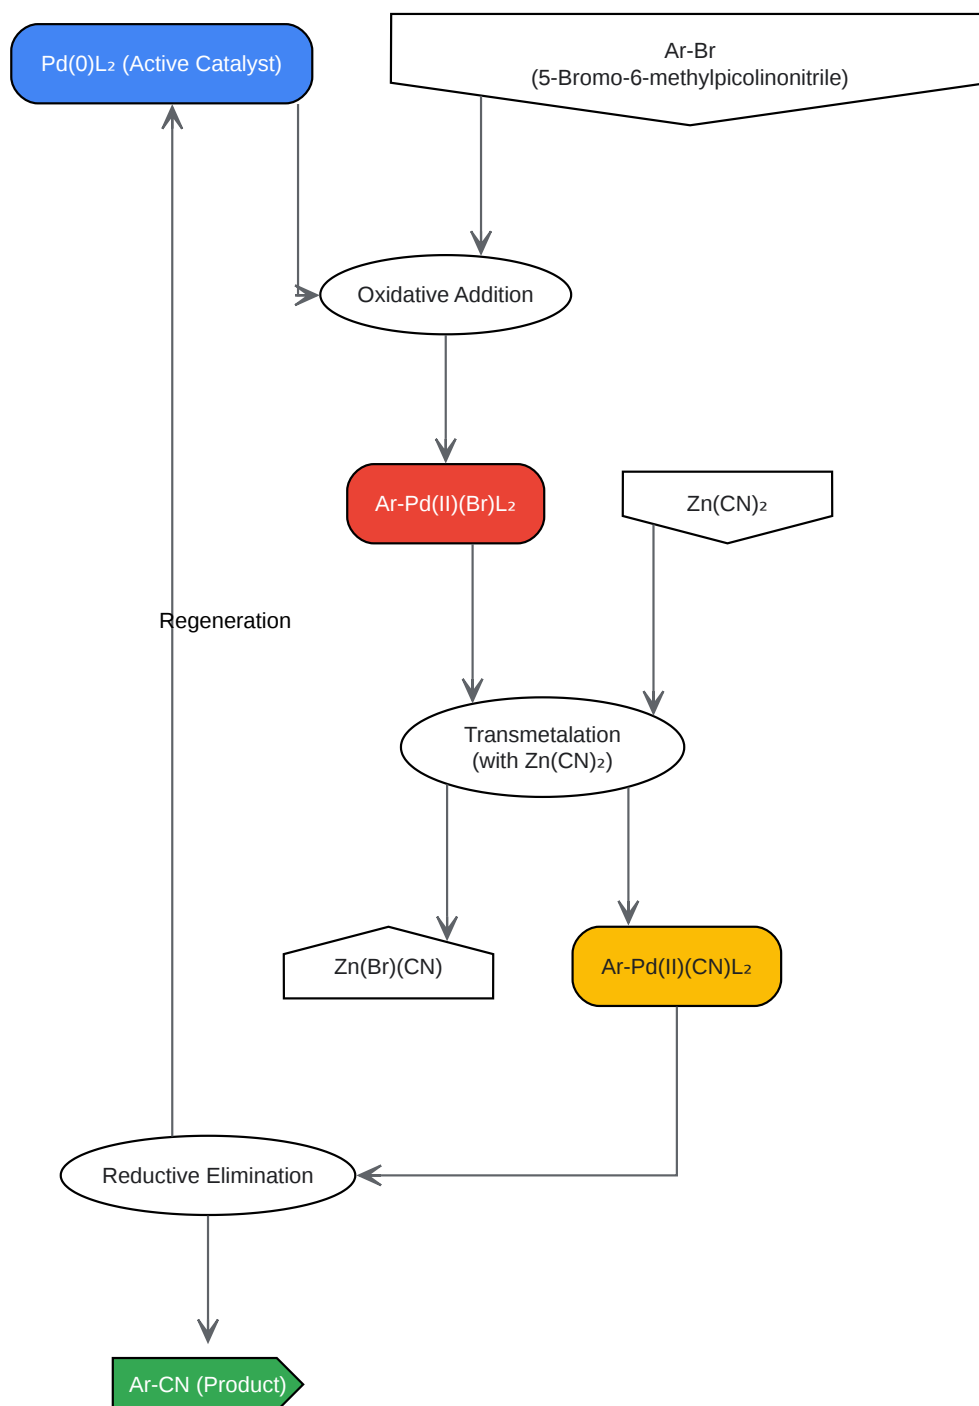 Pd(0)L₂ (Active Catalyst)
Ar-Br
(5-Bromo-6-methylpicolinonitrile)
Oxidative Addition
Ar-Pd(II)(Br)L₂
Zn(CN)₂
Regeneration
Transmetalation
(with Zn(CN)₂)
Zn(Br)(CN)
Ar-Pd(II)(CN)L₂
Reductive Elimination
Ar-CN (Product)